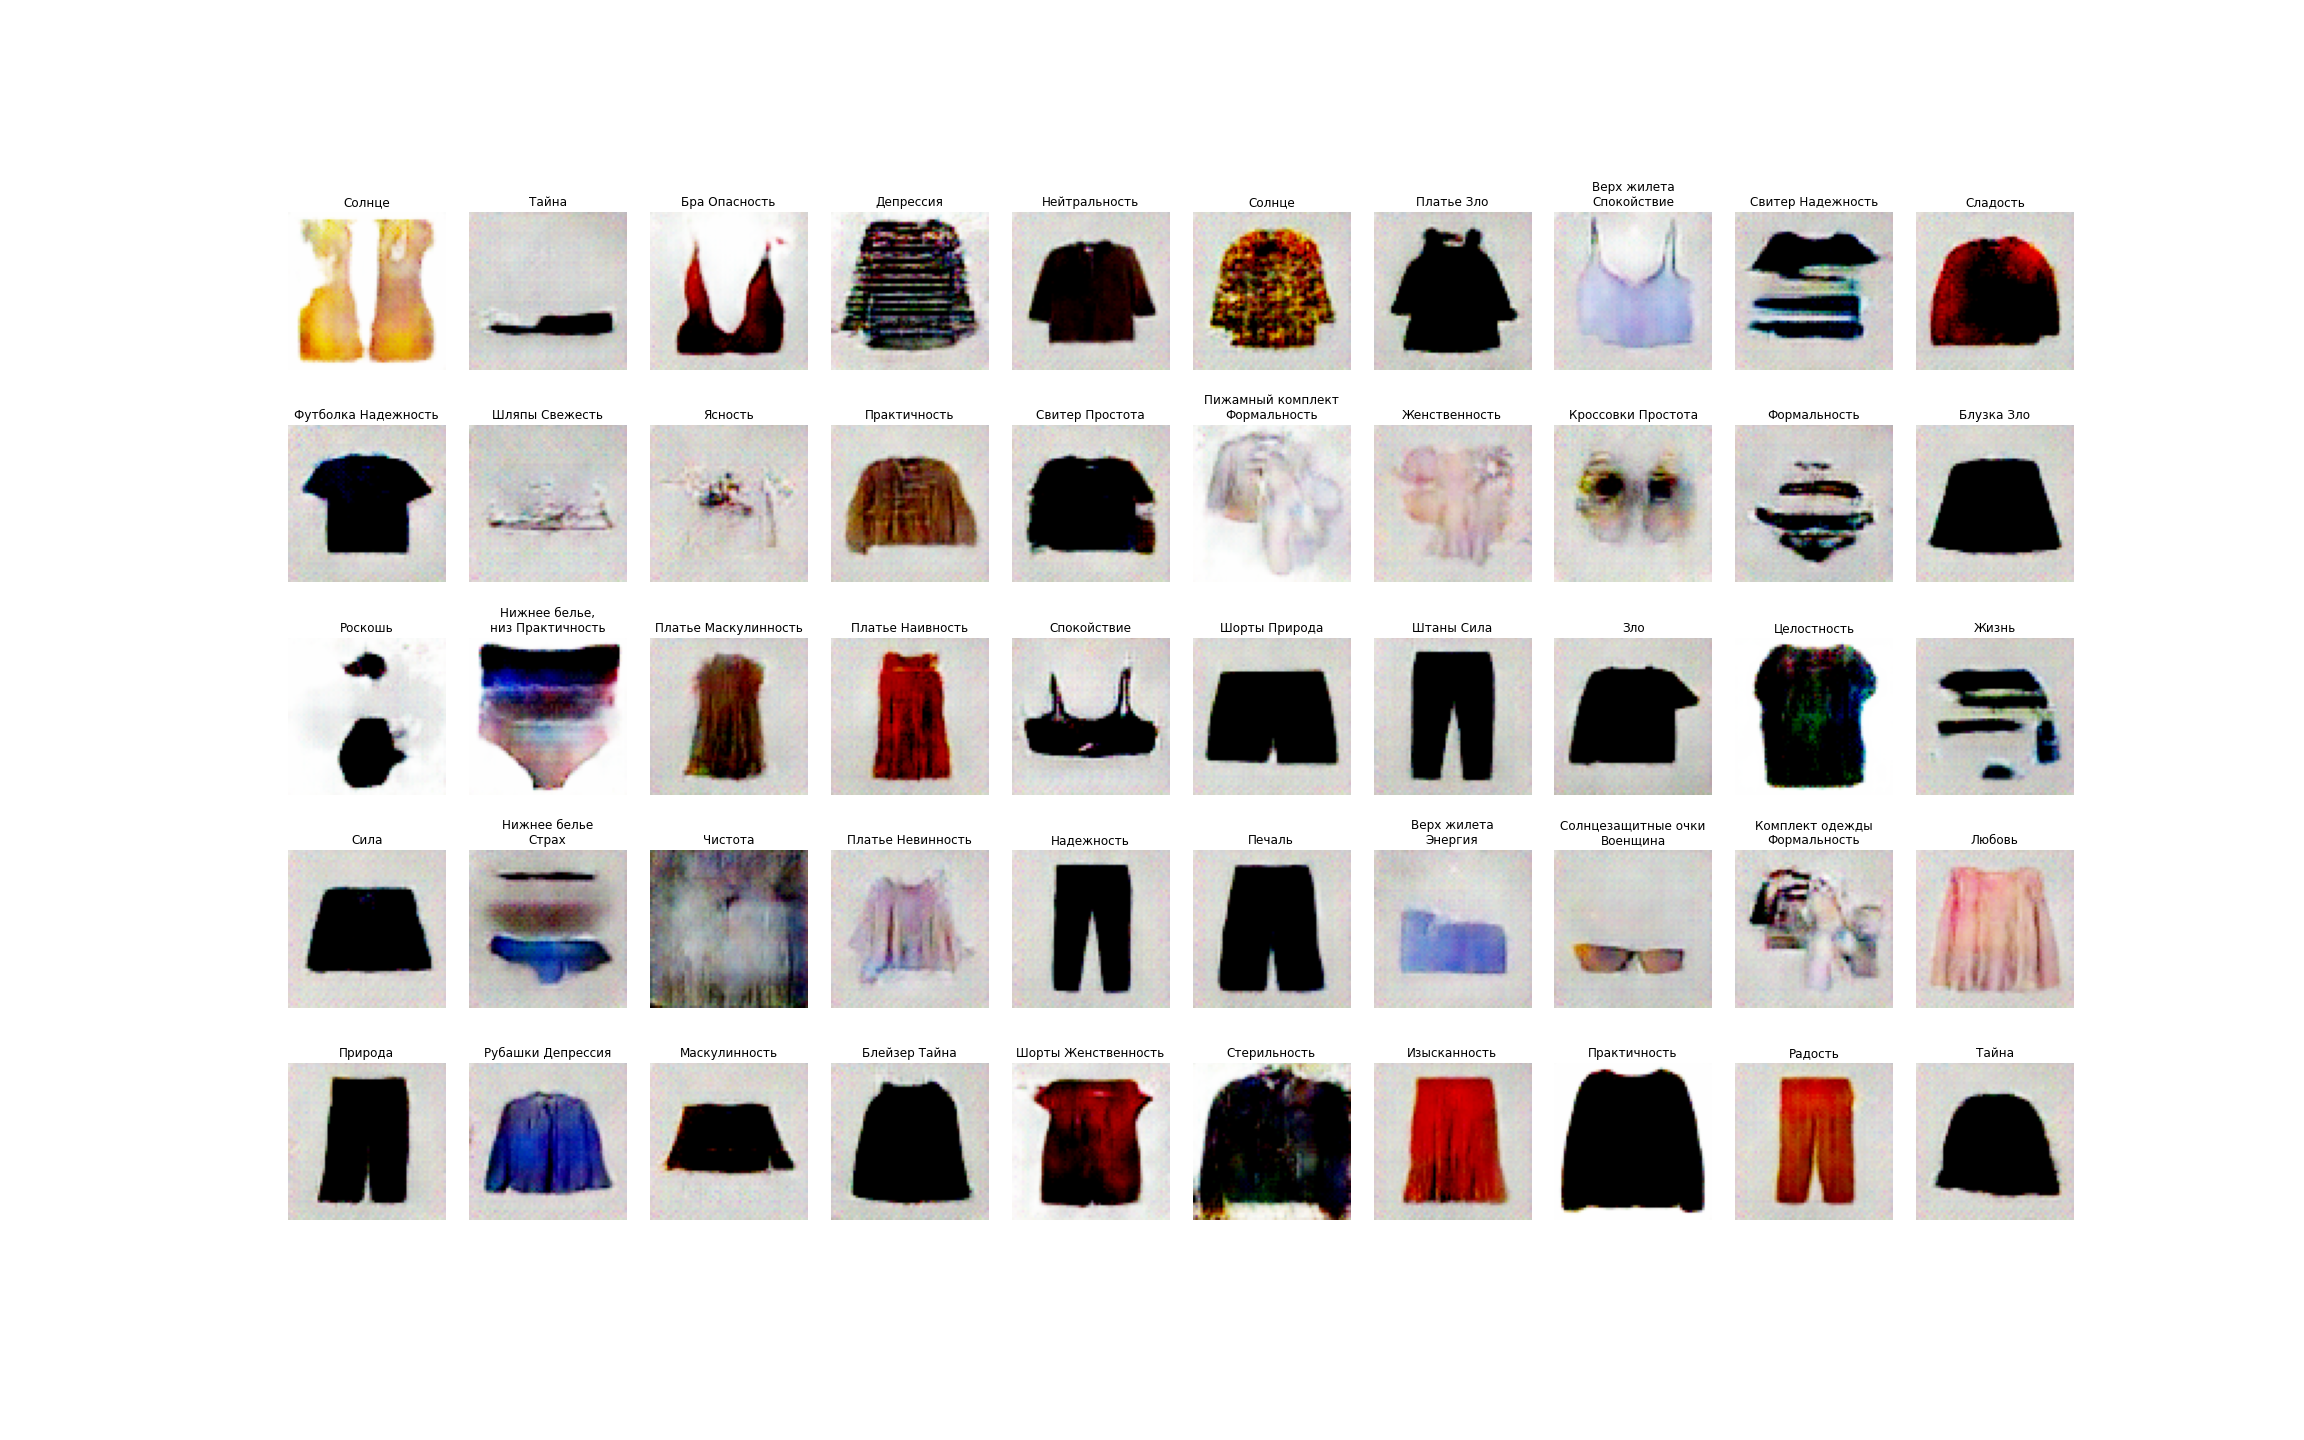 Солнце
Тайна
Бра Опасность
Депрессия
Нейтральность
Солнце
Платье Зло
Верх жилета
Спокойствие
Свитер Надежность
Сладость
Футболка Надежность
Шляпы Свежесть
Ясность
Практичность
Свитер Простота
Пижамный комплект
Формальность
Женственность
Кроссовки Простота
Формальность
Блузка Зло
Роскошь
Нижнее белье,
низ Практичность
Платье Маскулинность
Платье Наивность
Спокойствие
Шорты Природа
Штаны Сила
Зло
Целостность
Жизнь
Сила
Нижнее белье
Страх
Чистота
Платье Невинность
Надежность
Печаль
Верх жилета
Энергия
Солнцезащитные очки
Военщина
Комплект одежды
Формальность
Любовь
Природа
Рубашки Депрессия
Маскулинность
Блейзер Тайна
Шорты Женственность
Стерильность
Изысканность
Практичность
Радость
Тайна